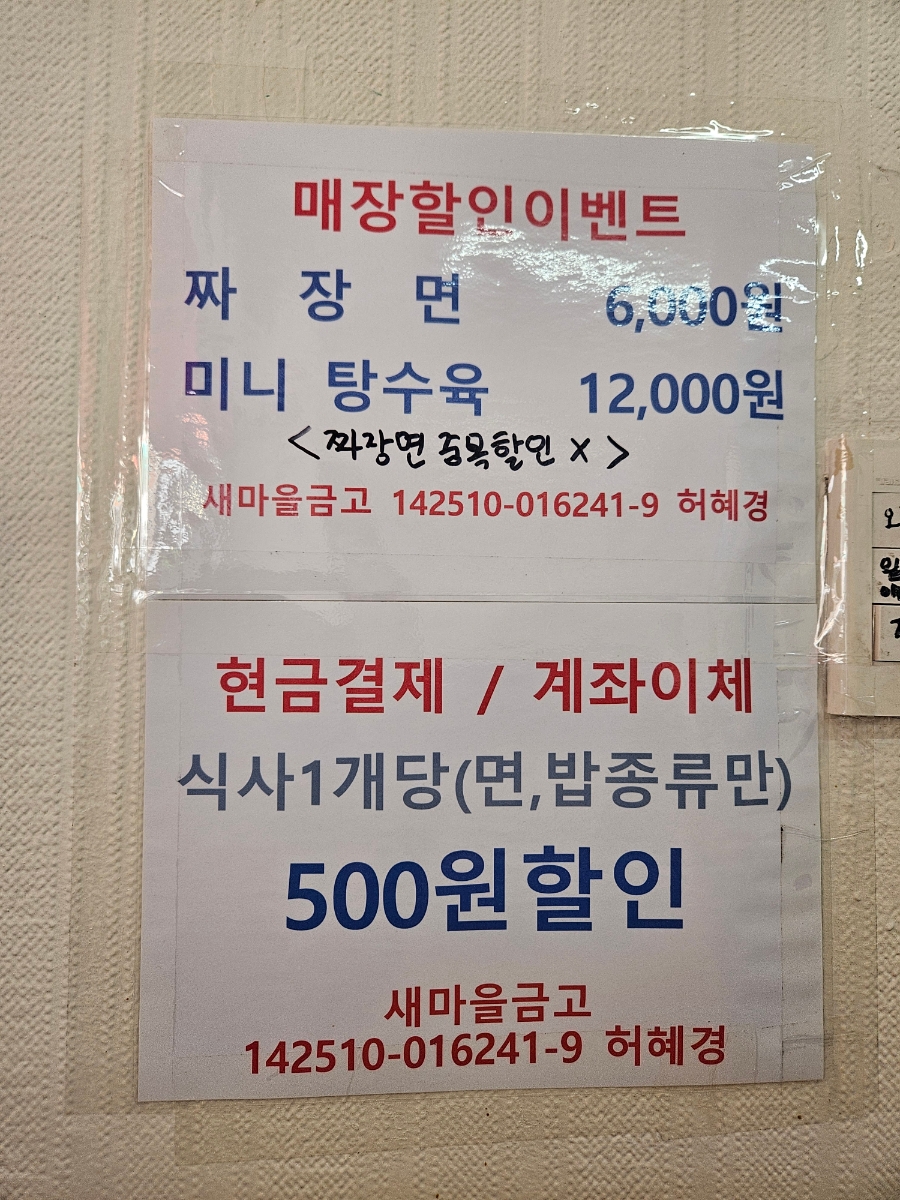 매장할인이벤트
짜 장 면 6,000원
미니 탕수육 12,000원
<짜장면 중복할인 X>
새마을금고 142510-016241-9 허혜경
현금결제 / 계좌이체
식사1개당(면,밥종류만)
500원할인
새마을금고
142510-016241-9 허혜경